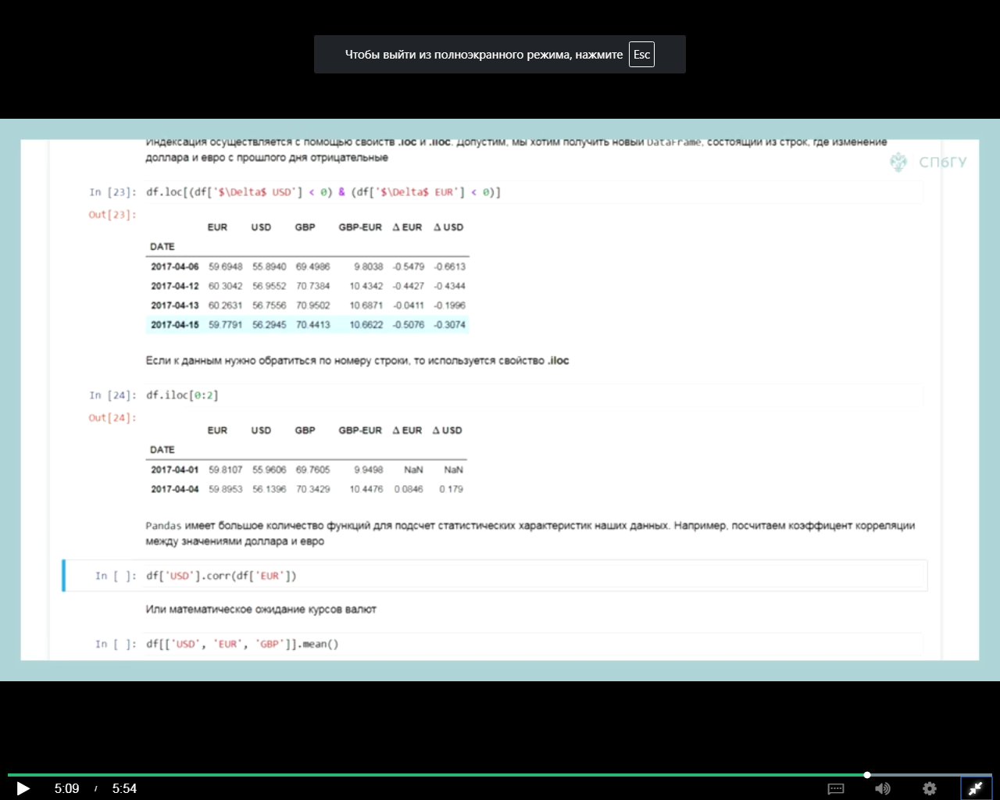 Чтобы выйти из полноэкранного режима, нажмите Esc
Индексация осуществляется с помощью свойств .loc и .iloc. Допустим, мы хотим получить новый DataFrame, состоящий из строк, где изменение
доллара и евро с прошлого дня отрицательные
СПбГУ
In [23]: df.loc[(df['$\Delta$ USD'] < 0) & (df['$\Delta$ EUR'] < 0)]
Out[23]:
EUR USD GBP GBP-EUR Δ EUR Δ USD
DATE
2017-04-06 59.6948 55.8940 69.4986 9.8038 -0.5479 -0.6613
2017-04-12 60.3042 56.9552 70.7384 10.4342 -0.4427 -0.4344
2017-04-13 60.2631 56.7556 70.9502 10.6871 -0.0411 -0.1996
2017-04-15 59.7791 56.2945 70.4413 10.6622 -0.5076 -0.3074
Если к данным нужно обратиться по номеру строки, то используется свойство .iloc
In [24]: df.iloc[0:2]
Out[24]:
EUR USD GBP GBP-EUR Δ EUR Δ USD
DATE
2017-04-01 59.8107 55.9606 69.7605 9.9498 NaN NaN
2017-04-04 59.8953 56.1396 70.3429 10.4476 0.0846 0.179
Pandas имеет большое количество функций для подсчет статистических характеристик наших данных. Например, посчитаем коэффицент корреляции
между значениями доллара и евро
In [ ]: df['USD'].corr(df['EUR'])
Или математическое ожидание курсов валют
In [ ]: df[['USD', 'EUR', 'GBP']].mean()
5:09 / 5:54